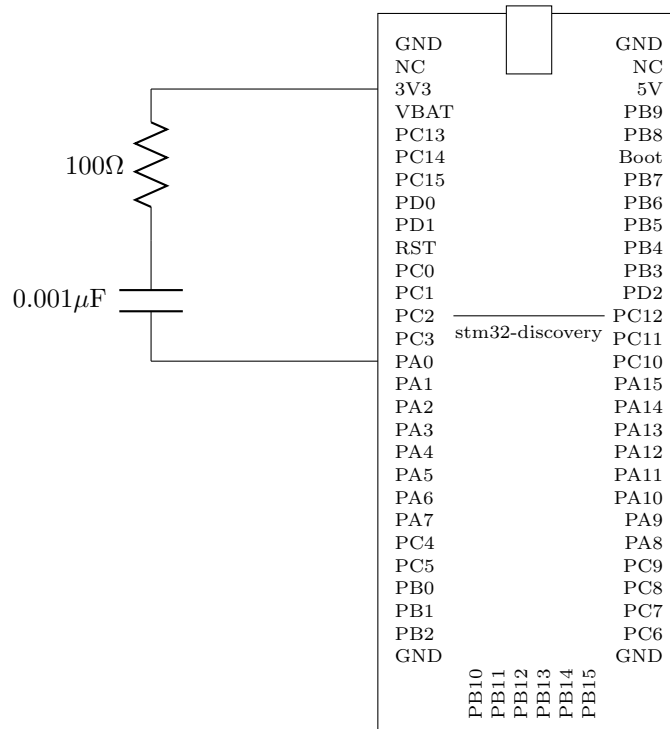 GND GND
NC NC
3V3 5V
VBAT PB9
PC13 PB8
100Ω PC14 Boot
PC15 PB7
PD0 PB6
PD1 PB5
RST PB4
PC0 PB3
0.001μF PC1 PD2
PC2 PC12
PC3 stm32-discovery PC11
PA0 PC10
PA1 PA15
PA2 PA14
PA3 PA13
PA4 PA12
PA5 PA11
PA6 PA10
PA7 PA9
PC4 PA8
PC5 PC9
PB0 PC8
PB1 PC7
PB2 PC6
GND GND
PB10
PB11
PB12
PB13
PB14
PB15